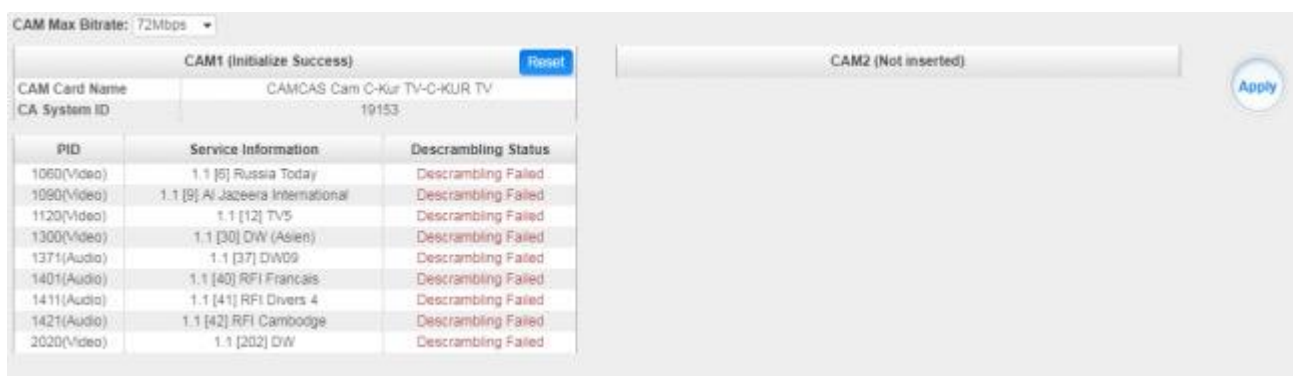 CAM Max Bitrate: 72Mbps
CAM1 (Initialize Success) Reset
CAM Card Name CAMCAS Cam C-Kur TV-C-KUR TV
CA System ID 19153
PID Service Information Descrambling Status
1060(Video) 1.1 [6] Russia Today Descrambling Failed
1090(Video) 1.1 [9] Al Jazeera International Descrambling Failed
1120(Video) 1.1 [12] TV5 Descrambling Failed
1300(Video) 1.1 [30] DW (Asien) Descrambling Failed
1371(Audio) 1.1 [37] DW09 Descrambling Failed
1401(Audio) 1.1 [40] RFI Francais Descrambling Failed
1411(Audio) 1.1 [41] RFI Divers 4 Descrambling Failed
1421(Audio) 1.1 [42] RFI Cambodge Descrambling Failed
2020(Video) 1.1 [202] DW Descrambling Failed
CAM2 (Not inserted)
Apply